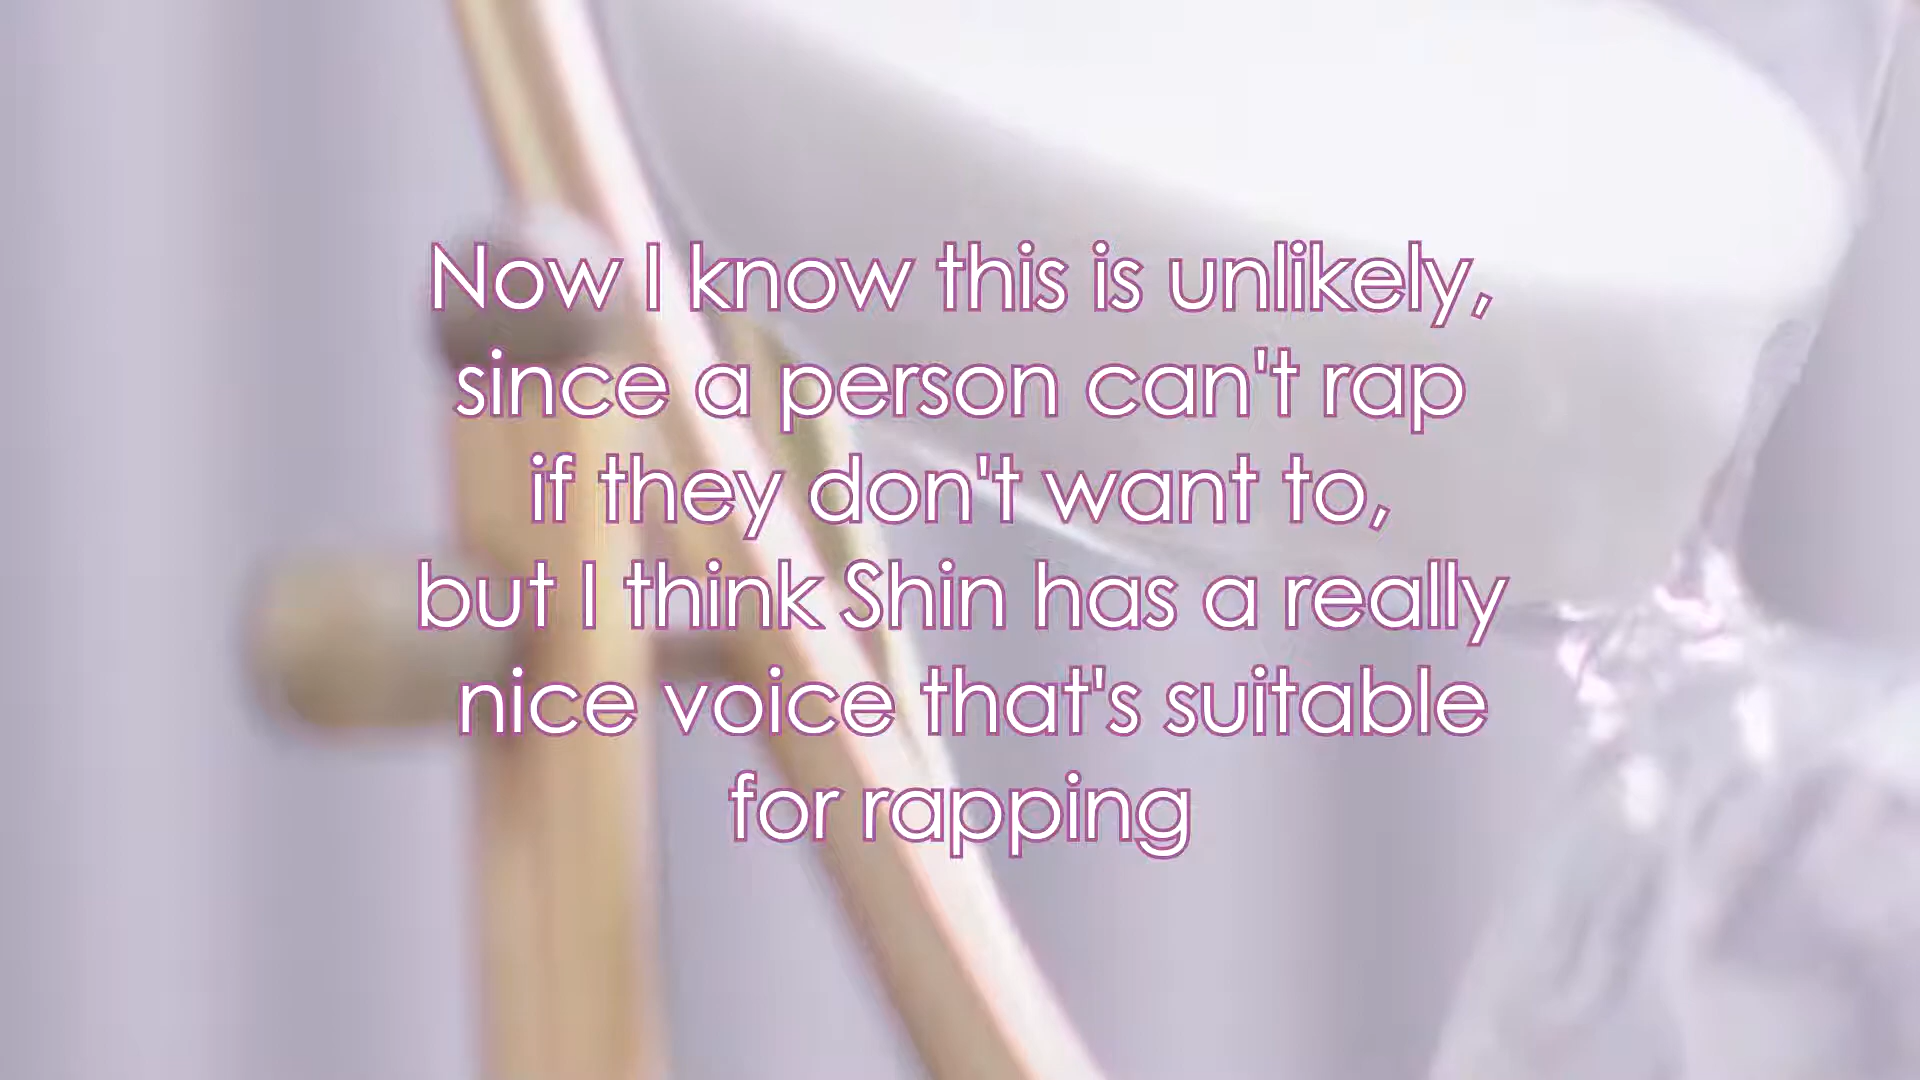 Now I know this is unlikely,
since a person can't rap
if they don't want to,
but I think Shin has a really
nice voice that's suitable
for rapping